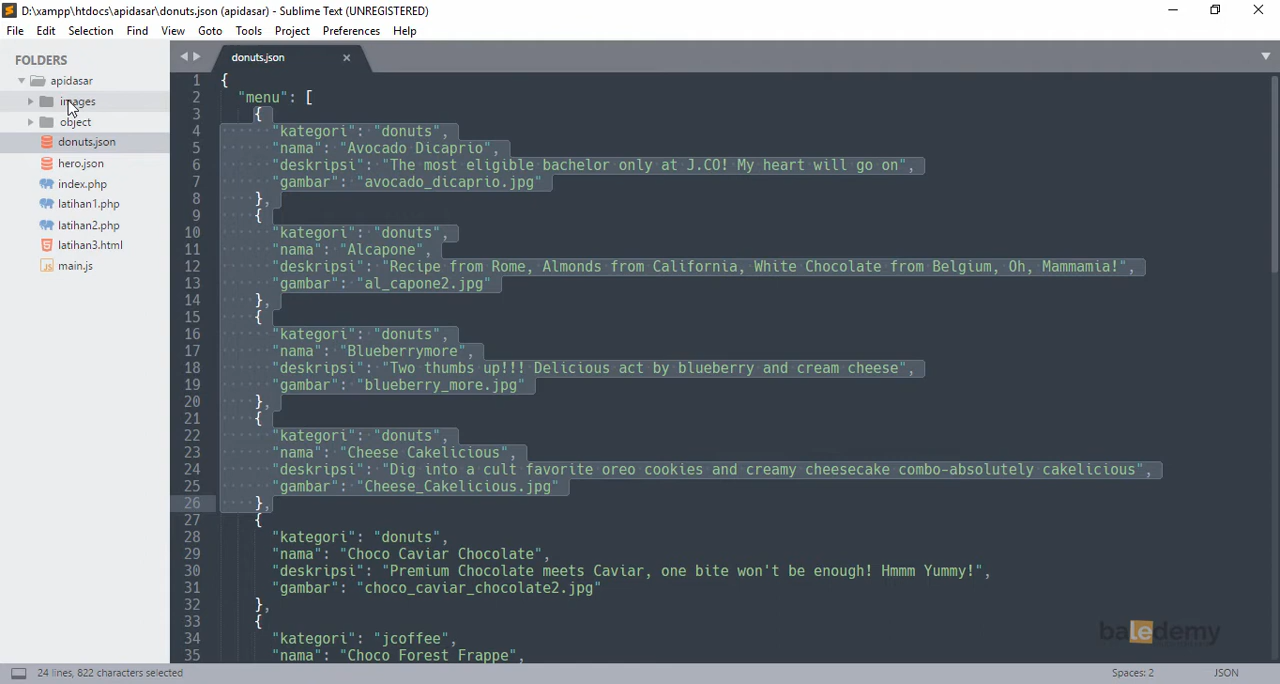 D:\xampp\htdocs\apidasar\donuts.json (apidasar) - Sublime Text (UNREGISTERED)
File Edit Selection Find View Goto Tools Project Preferences Help
FOLDERS
apidasar
images
object
donuts.json
hero.json
index.php
latihan1.php
latihan2.php
latihan3.html
main.js
donuts.json
1 {
2 "menu": [
3 {
4 "kategori": "donuts",
5 "nama": "Avocado Dicaprio",
6 "deskripsi": "The most eligible bachelor only at J.CO! My heart will go on",
7 "gambar": "avocado_dicaprio.jpg"
8 },
9 {
10 "kategori": "donuts",
11 "nama": "Alcapone",
12 "deskripsi": "Recipe from Rome, Almonds from California, White Chocolate from Belgium, Oh, Mammamia!",
13 "gambar": "al_capone2.jpg"
14 },
15 {
16 "kategori": "donuts",
17 "nama": "Blueberrymore",
18 "deskripsi": "Two thumbs up!!! Delicious act by blueberry and cream cheese",
19 "gambar": "blueberry_more.jpg"
20 },
21 {
22 "kategori": "donuts",
23 "nama": "Cheese Cakelicious",
24 "deskripsi": "Dig into a cult favorite oreo cookies and creamy cheesecake combo-absolutely cakelicious",
25 "gambar": "Cheese_Cakelicious.jpg"
26 },
27 {
28 "kategori": "donuts",
29 "nama": "Choco Caviar Chocolate",
30 "deskripsi": "Premium Chocolate meets Caviar, one bite won't be enough! Hmmm Yummy!",
31 "gambar": "choco_caviar_chocolate2.jpg"
32 },
33 {
34 "kategori": "jcoffee",
35 "nama": "Choco Forest Frappe",
baledemy
24 lines, 822 characters selected
Spaces: 2
JSON